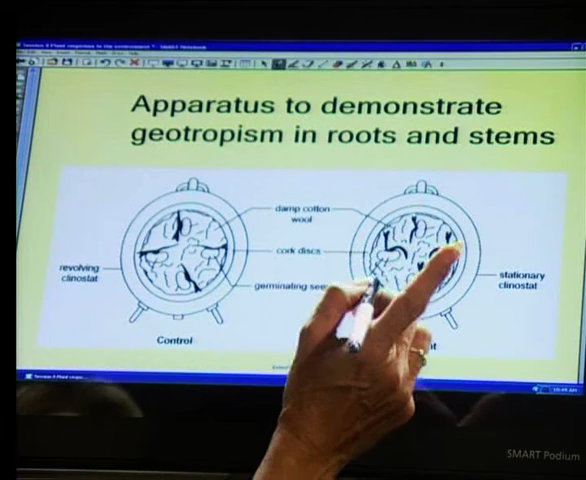 Apparatus to demonstrate
geotropism in roots and stems
damp cotton
wool
revolving
clinostat
cork discs
germinating
stationary
clinostat
Control
SMART Podium